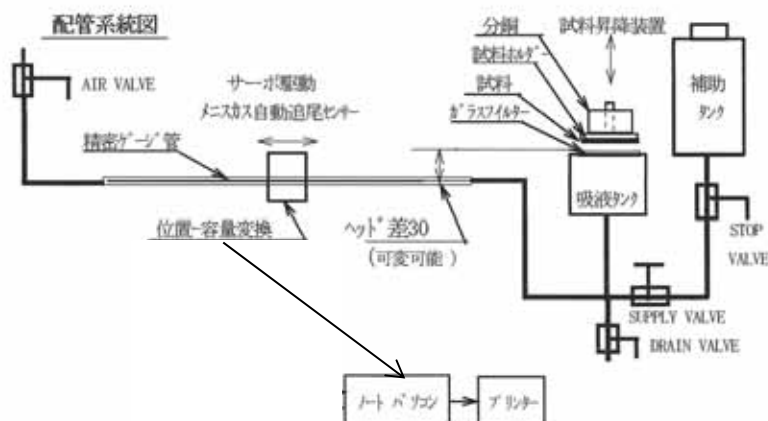 配管系統図
AIR VALVE
サーボ駆動
メニスカス自動追尾センサー
精密ゲージ管
位置-容量変換
ヘッド差30
(可変可能)
分銅
試料昇降装置
試料ホルダー
試料
ガラスフィルター
吸液タンク
補助
タンク
STOP
VALVE
SUPPLY VALVE
DRAIN VALVE
ノートパソコン
プリンター